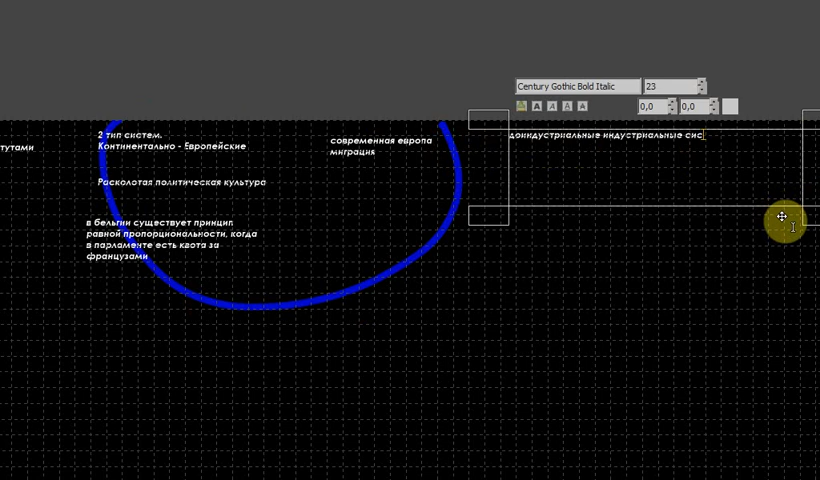 Century Gothic Bold Italic
23
A A A A A
0,0
0,0
доиндустриальные индустриальные сис
тутами
2 тип систем.
Континентально - Европейские
Расколотая политическая культура
в бельгии существует принцип
равной пропорциональности, когда
в парламенте есть квота за
французами
современная европа
миграция